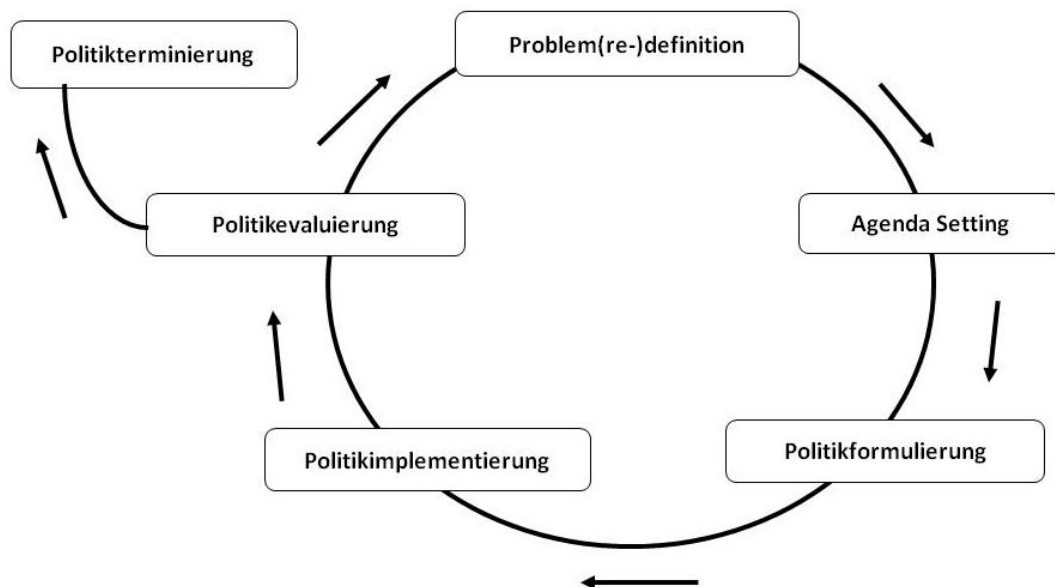 Politikterminierung
Problem(re-)definition
Politikevaluierung
Agenda Setting
Politikimplementierung
Politikformulierung